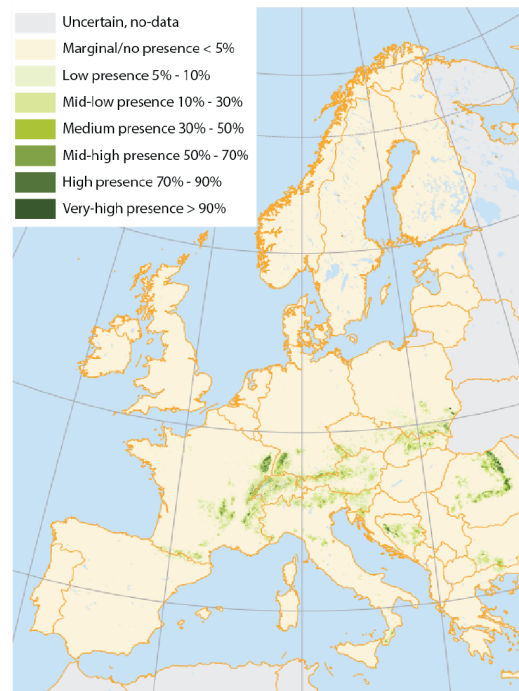 Uncertain, no-data
Marginal/no presence < 5%
Low presence 5% - 10%
Mid-low presence 10% - 30%
Medium presence 30% - 50%
Mid-high presence 50% - 70%
High presence 70% - 90%
Very-high presence > 90%